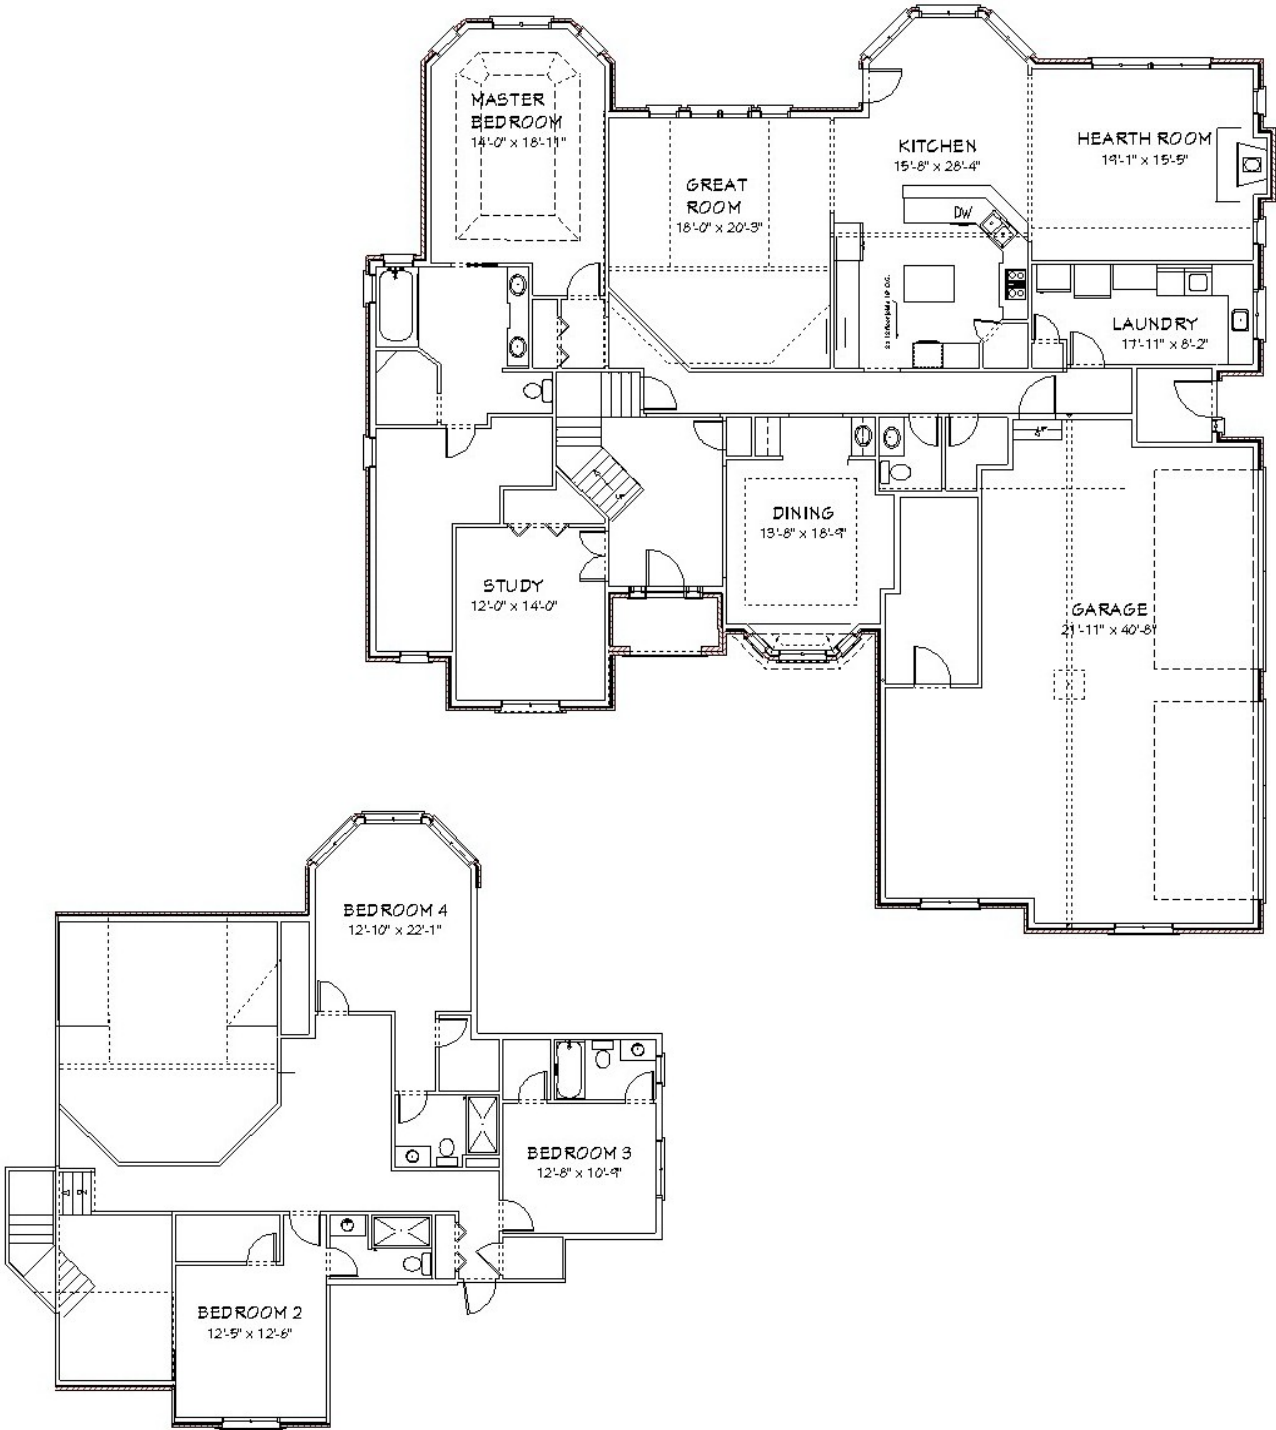 MASTER
BEDROOM
14'-0" x 18'-11"
GREAT
ROOM
18'-0" x 20'-3"
KITCHEN
15'-8" x 28'-4"
HEARTH ROOM
19'-1" x 15'-5"
DW
LAUNDRY
17'-11" x 8'-2"
DINING
13'-8" x 18'-9"
STUDY
12'-0" x 14'-0"
GARAGE
21'-11" x 40'-8"
BEDROOM 4
12'-10" x 22'-1"
BEDROOM 3
12'-8" x 10'-9"
BEDROOM 2
12'-5" x 12'-6"